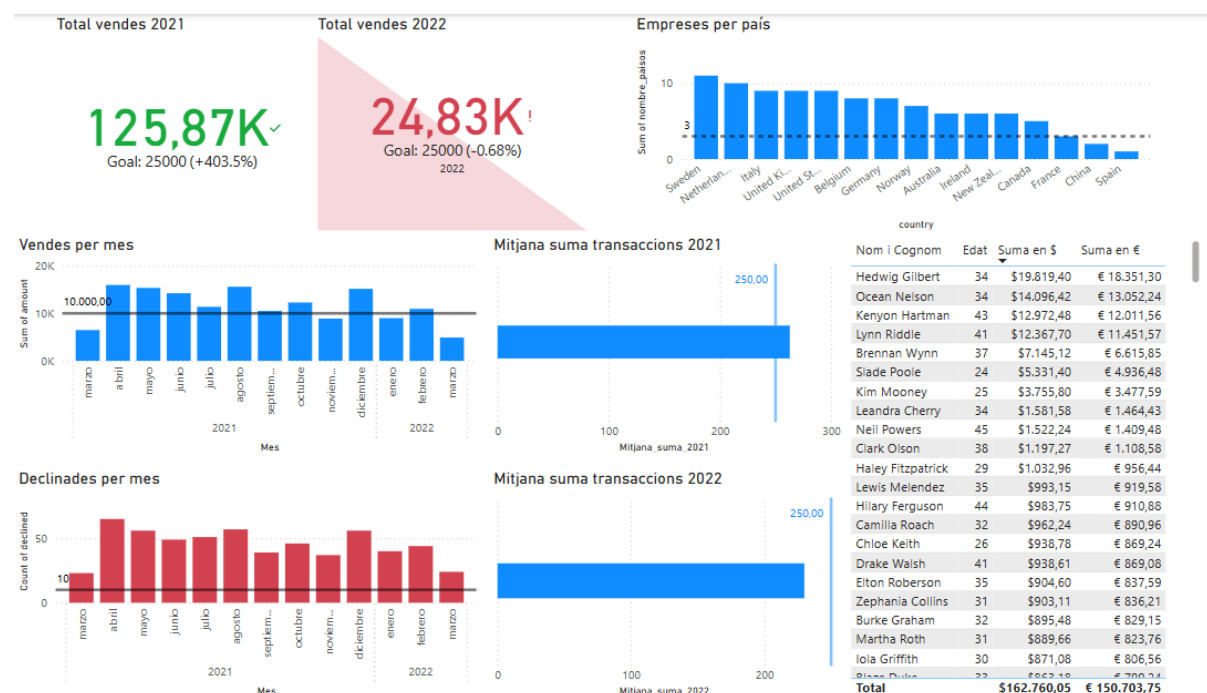 Total vendes 2021
125,87K
Goal: 25000 (+403.5%)
Total vendes 2022
24,83K!
Goal: 25000 (-0.68%)
2022
Empreses per país
Sum of nombre_paisos
10
0
3
Sweden
Netherlan...
Italy
United Ki...
United St...
Belgium
Germany
Norway
Australia
Ireland
New Zeal...
Canada
France
China
Spain
country
Vendes per mes
Sum of amount
20K
10K
0K
10.000,00
marzo
abril
mayo
junio
julio
agosto
septiem...
octubre
noviem...
diciembre
enero
febrero
marzo
2021
2022
Mes
Mitjana suma transaccions 2021
250,00
0
100
200
300
Mitjana_suma_2021
Declinades per mes
Count of declined
50
0
10
marzo
abril
mayo
junio
julio
agosto
septiem...
octubre
noviem...
diciembre
enero
febrero
marzo
2021
2022
Mes
Mitjana suma transaccions 2022
250,00
0
100
200
Mitjana_suma_2022
Nom i Cognom Edat Suma en $ Suma en €
Hedwig Gilbert 34 $19.819,40 € 18.351,30
Ocean Nelson 34 $14.096,42 € 13.052,24
Kenyon Hartman 43 $12.972,48 € 12.011,56
Lynn Riddle 41 $12.367,70 € 11.451,57
Brennan Wynn 37 $7.145,12 € 6.615,85
Slade Poole 24 $5.331,40 € 4.936,48
Kim Mooney 25 $3.755,80 € 3.477,59
Leandra Cherry 34 $1.581,58 € 1.464,43
Neil Powers 45 $1.522,24 € 1.409,48
Clark Olson 38 $1.197,27 € 1.108,58
Haley Fitzpatrick 29 $1.032,96 € 956,44
Lewis Melendez 35 $993,15 € 919,58
Hilary Ferguson 44 $983,75 € 910,88
Camilla Roach 32 $962,24 € 890,96
Chloe Keith 26 $938,78 € 869,24
Drake Walsh 41 $938,61 € 869,08
Elton Roberson 35 $904,60 € 837,59
Zephania Collins 31 $903,11 € 836,21
Burke Graham 32 $895,48 € 829,15
Martha Roth 31 $889,66 € 823,76
Iola Griffith 30 $871,08 € 806,56
Total $162.760,05 € 150.703,75